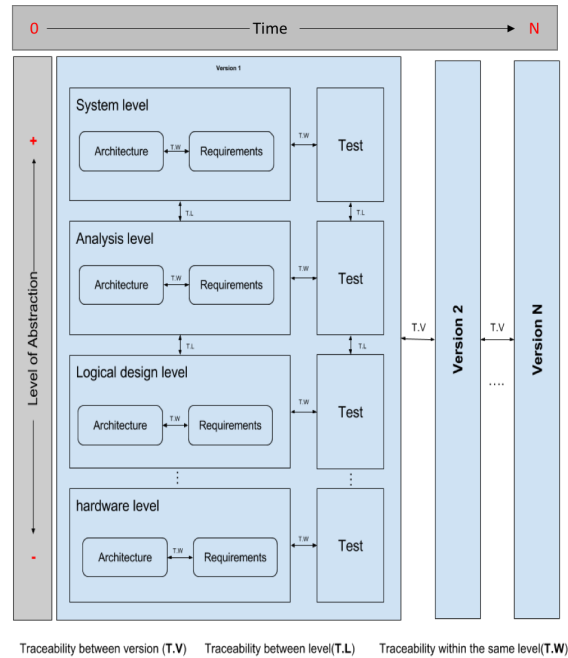 0 Time N
Version 1
+
Level of Abstraction
-
System level
Architecture T.W Requirements
T.W
Test
T.L T.L
Analysis level
Architecture T.W Requirements
T.W
Test
T.L T.L
Logical design level
Architecture T.W Requirements
T.W
Test
hardware level
Architecture T.W Requirements
T.W
Test
T.V
Version 2
T.V
....
Version N
Traceability between version (T.V) Traceability between level(T.L) Traceability within the same level(T.W)